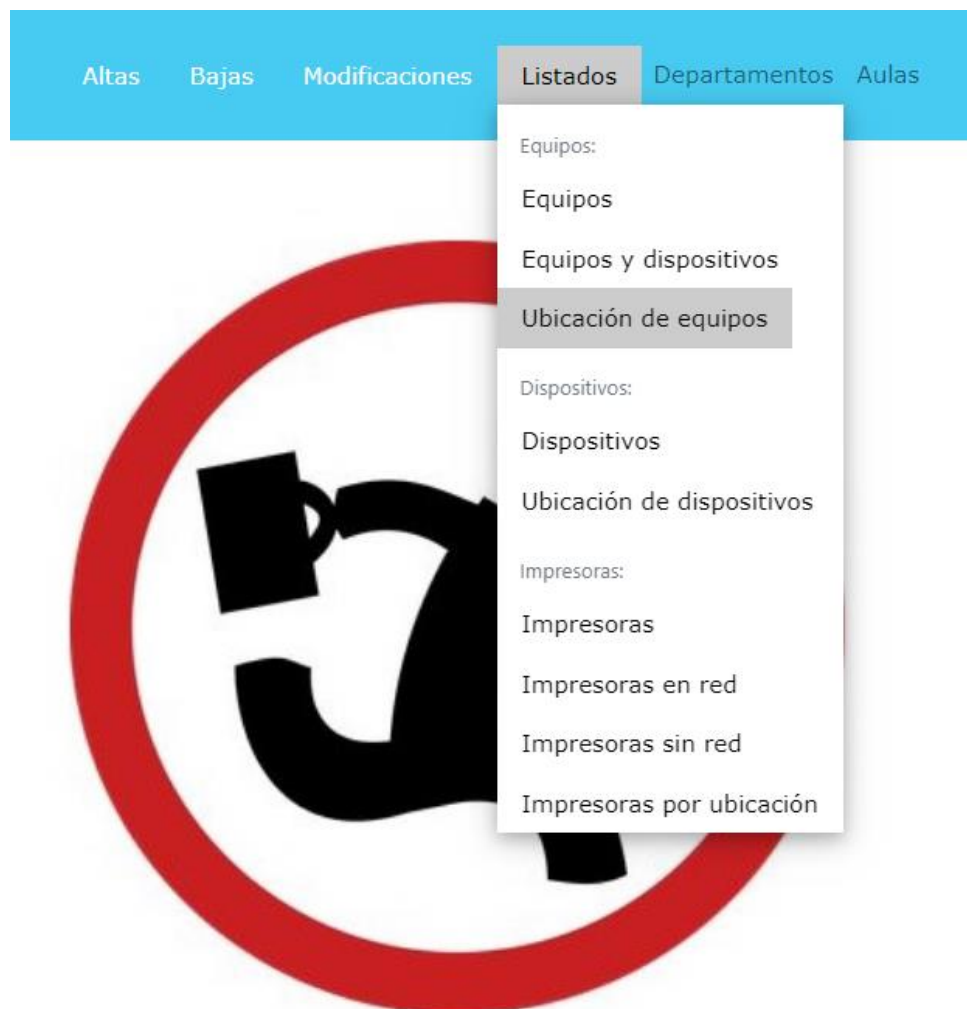 Altas Bajas Modificaciones Listados Departamentos Aulas
Equipos:
Equipos
Equipos y dispositivos
Ubicación de equipos
Dispositivos:
Dispositivos
Ubicación de dispositivos
Impresoras:
Impresoras
Impresoras en red
Impresoras sin red
Impresoras por ubicación